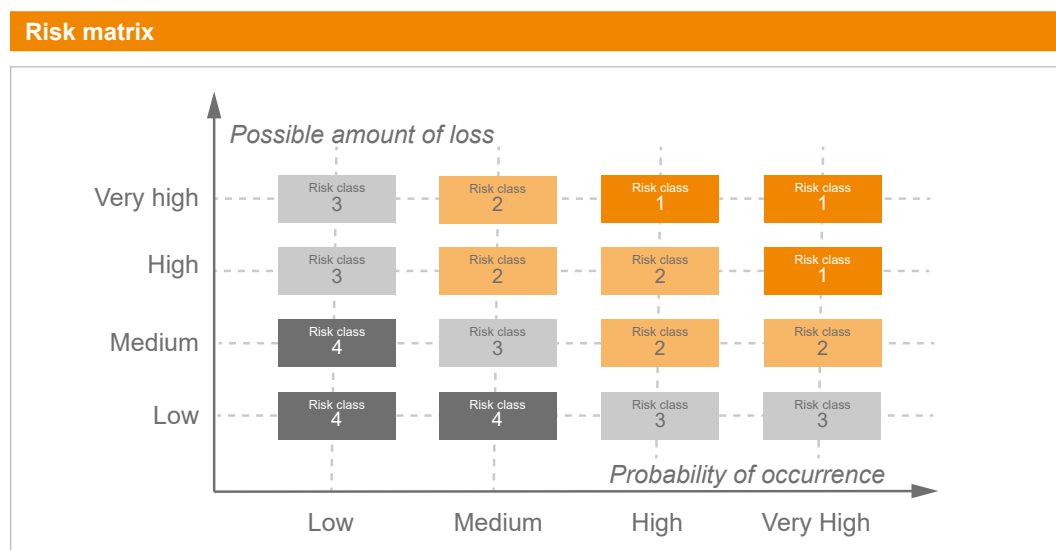 Risk matrix
Possible amount of loss
Very high
Risk class
3
Risk class
2
Risk class
1
Risk class
1
High
Risk class
3
Risk class
2
Risk class
2
Risk class
1
Medium
Risk class
4
Risk class
3
Risk class
2
Risk class
2
Low
Risk class
4
Risk class
4
Risk class
3
Risk class
3
Probability of occurrence
Low
Medium
High
Very High